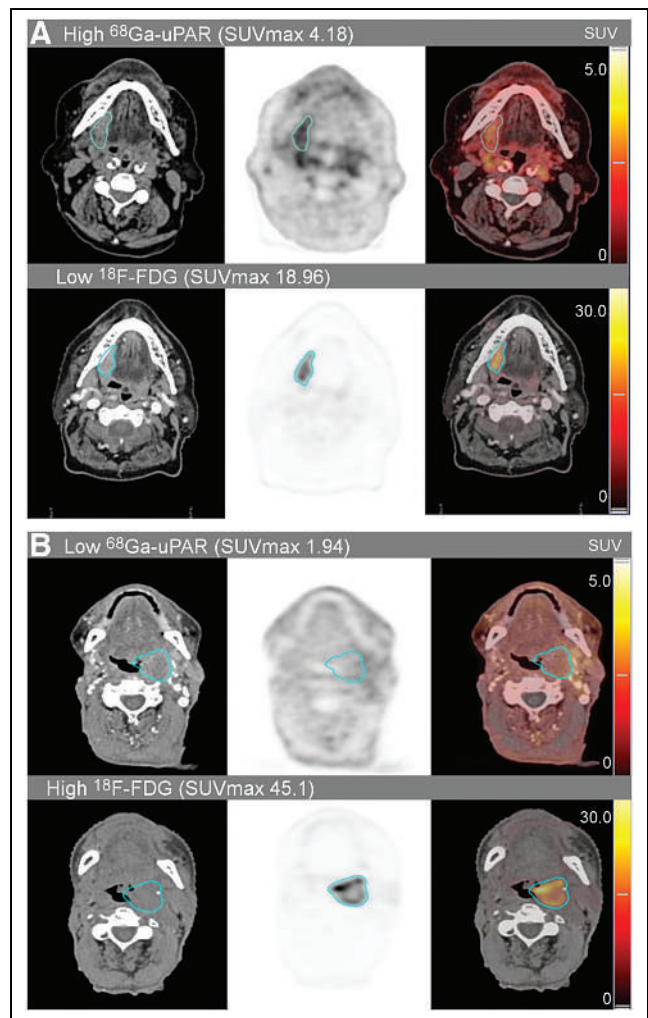 A High ⁶⁸Ga-uPAR (SUVmax 4.18) SUV
5.0
0
Low ¹⁸F-FDG (SUVmax 18.96)
30.0
0
B Low ⁶⁸Ga-uPAR (SUVmax 1.94) SUV
5.0
0
High ¹⁸F-FDG (SUVmax 45.1)
30.0
0